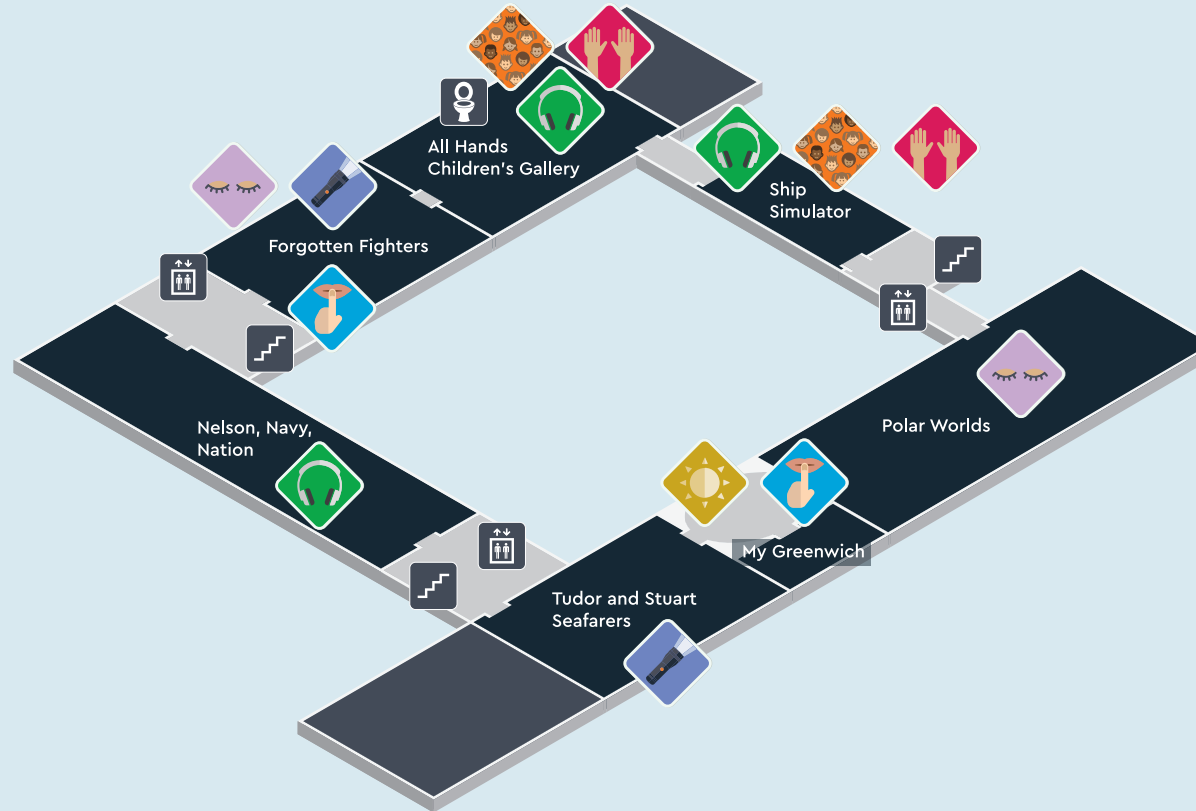 All Hands
Children's Gallery
Ship
Simulator
Forgotten Fighters
Nelson, Navy,
Nation
Polar Worlds
My Greenwich
Tudor and Stuart
Seafarers